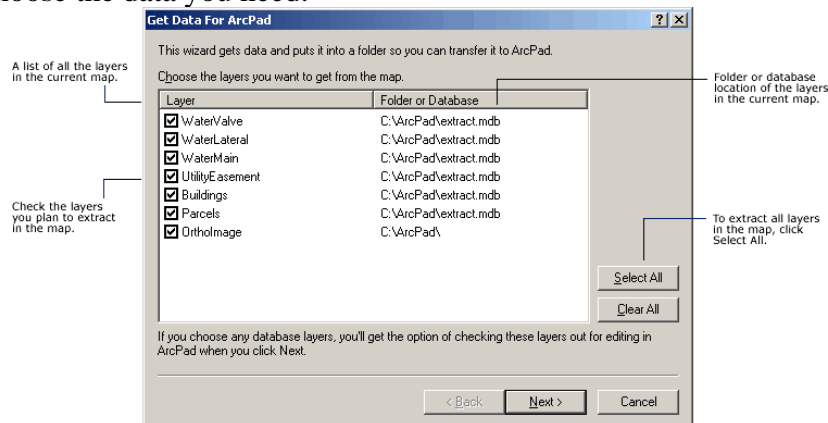 hoose the data you need.
Get Data For ArcPad
This wizard gets data and puts it into a folder so you can transfer it to ArcPad.
A list of all the layers
in the current map.
Choose the layers you want to get from the map.
Folder or database
location of the layers
in the current map.
Layer Folder or Database
WaterValve C:\ArcPad\extract.mdb
WaterLateral C:\ArcPad\extract.mdb
WaterMain C:\ArcPad\extract.mdb
UtilityEasement C:\ArcPad\extract.mdb
Buildings C:\ArcPad\extract.mdb
Parcels C:\ArcPad\extract.mdb
OrthoImage C:\ArcPad\
Check the layers
you plan to extract
in the map.
To extract all layers
in the map, click
Select All.
Select All
Clear All
If you choose any database layers, you'll get the option of checking these layers out for editing in
ArcPad when you click Next.
< Back Next > Cancel